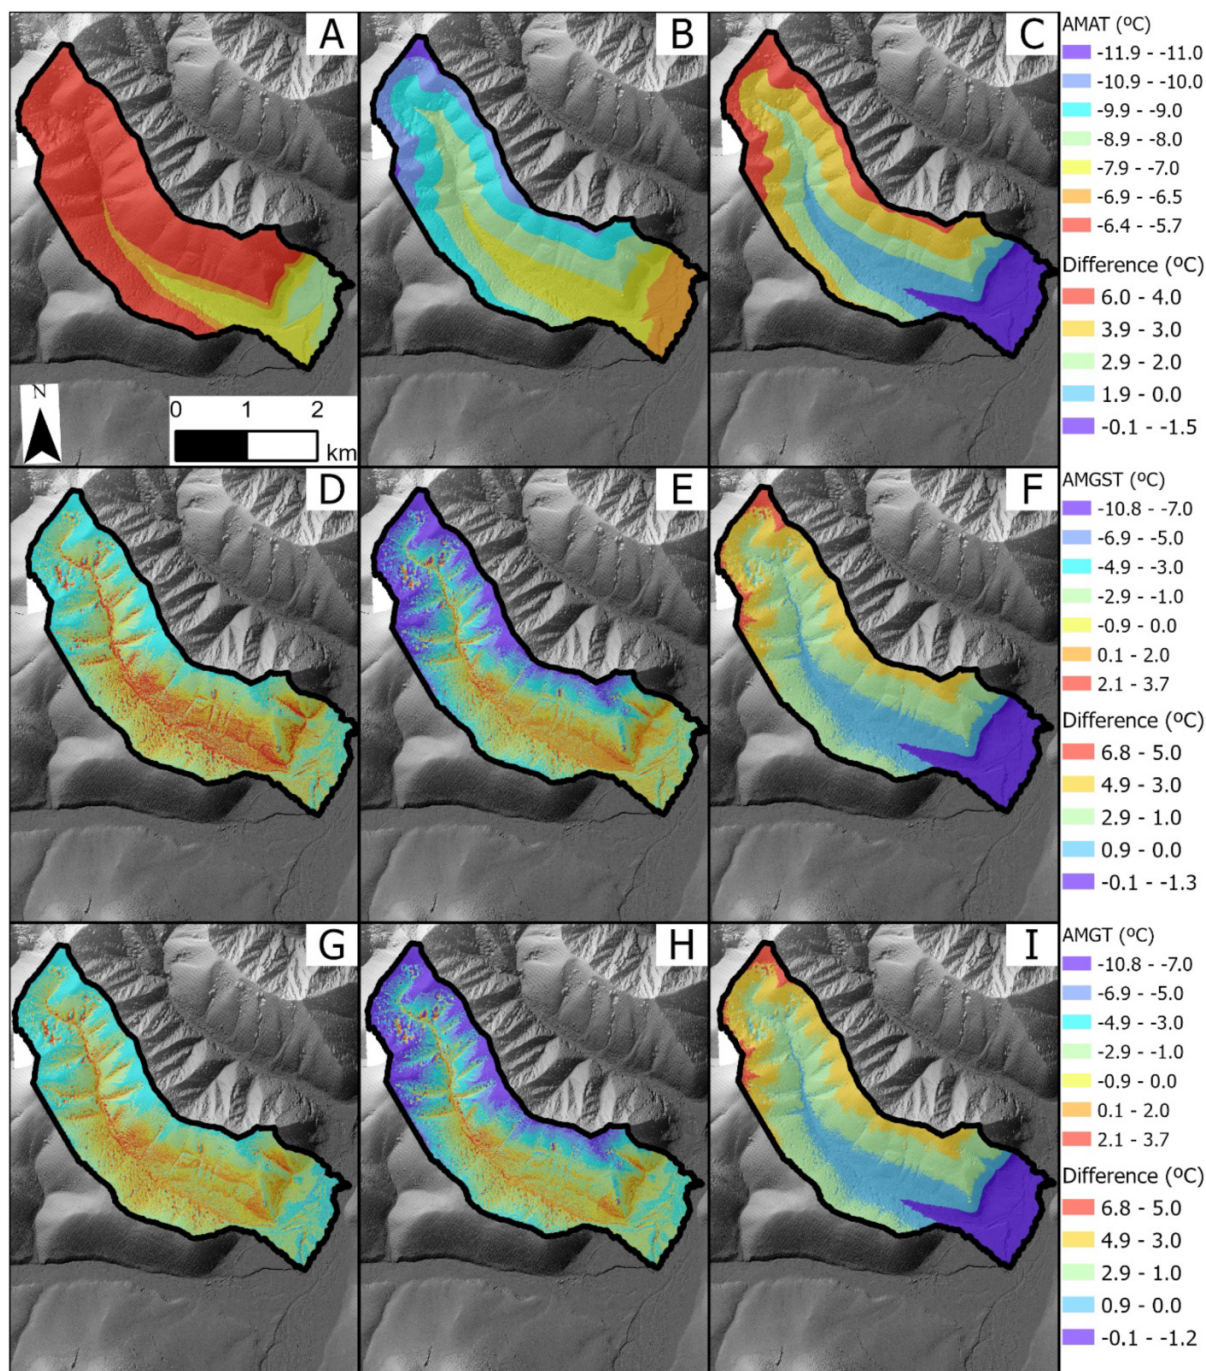 A
B
C
AMAT (ºC)
-11.9 - -11.0
-10.9 - -10.0
-9.9 - -9.0
-8.9 - -8.0
-7.9 - -7.0
-6.9 - -6.5
-6.4 - -5.7
Difference (ºC)
6.0 - 4.0
3.9 - 3.0
2.9 - 2.0
1.9 - 0.0
-0.1 - -1.5
N
0 1 2
km
D
E
F
AMGST (ºC)
-10.8 - -7.0
-6.9 - -5.0
-4.9 - -3.0
-2.9 - -1.0
-0.9 - 0.0
0.1 - 2.0
2.1 - 3.7
Difference (ºC)
6.8 - 5.0
4.9 - 3.0
2.9 - 1.0
0.9 - 0.0
-0.1 - -1.3
G
H
I
AMGT (ºC)
-10.8 - -7.0
-6.9 - -5.0
-4.9 - -3.0
-2.9 - -1.0
-0.9 - 0.0
0.1 - 2.0
2.1 - 3.7
Difference (ºC)
6.8 - 5.0
4.9 - 3.0
2.9 - 1.0
0.9 - 0.0
-0.1 - -1.2